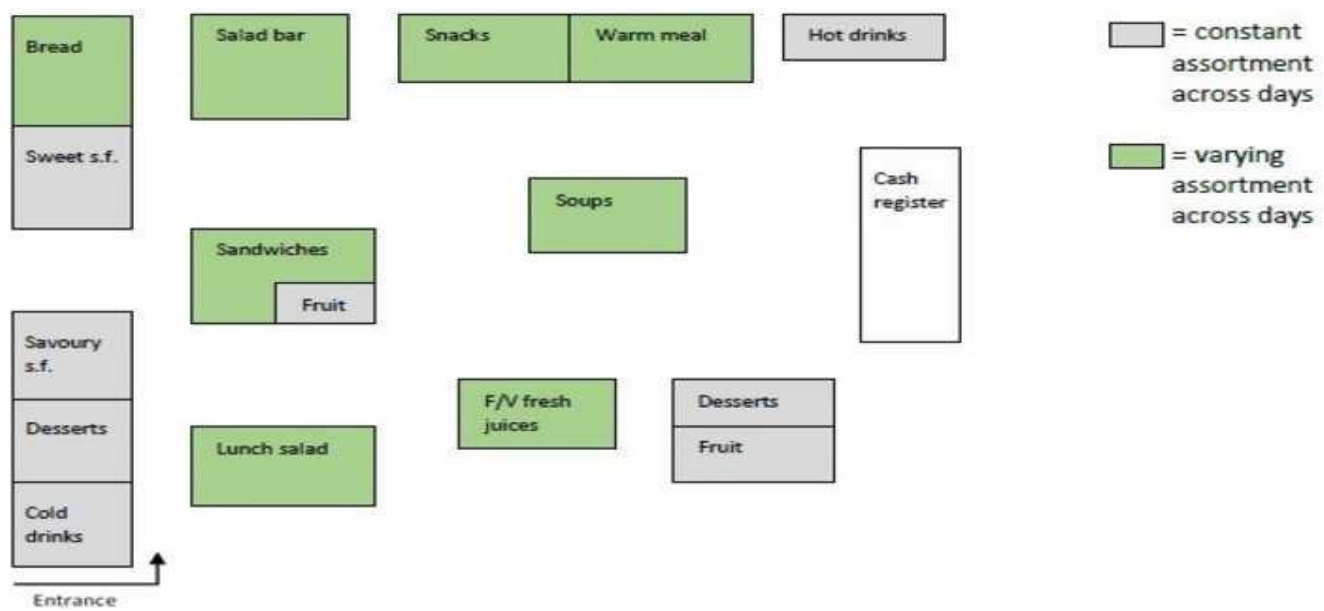 Bread
Salad bar
Snacks
Warm meal
Hot drinks
= constant
assortment
across days
Sweet s.f.
= varying
assortment
across days
Cash
register
Soups
Sandwiches
Fruit
Savoury
s.f.
Desserts
Cold
drinks
Lunch salad
F/V fresh
juices
Desserts
Fruit
Entrance